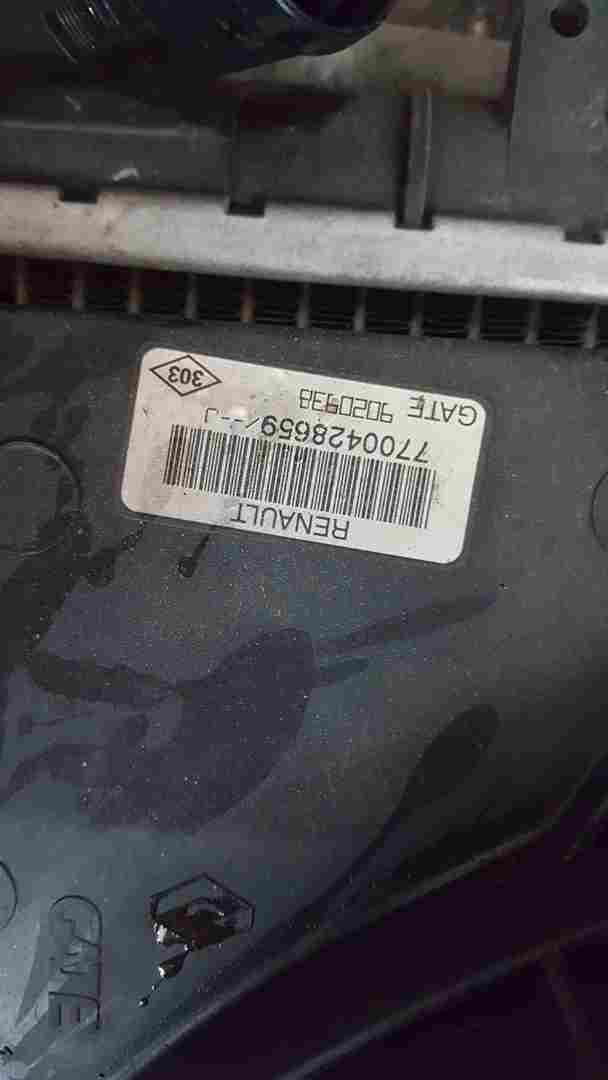 RENAULT
7700428659/--J
GATE 9020938
303
GATE